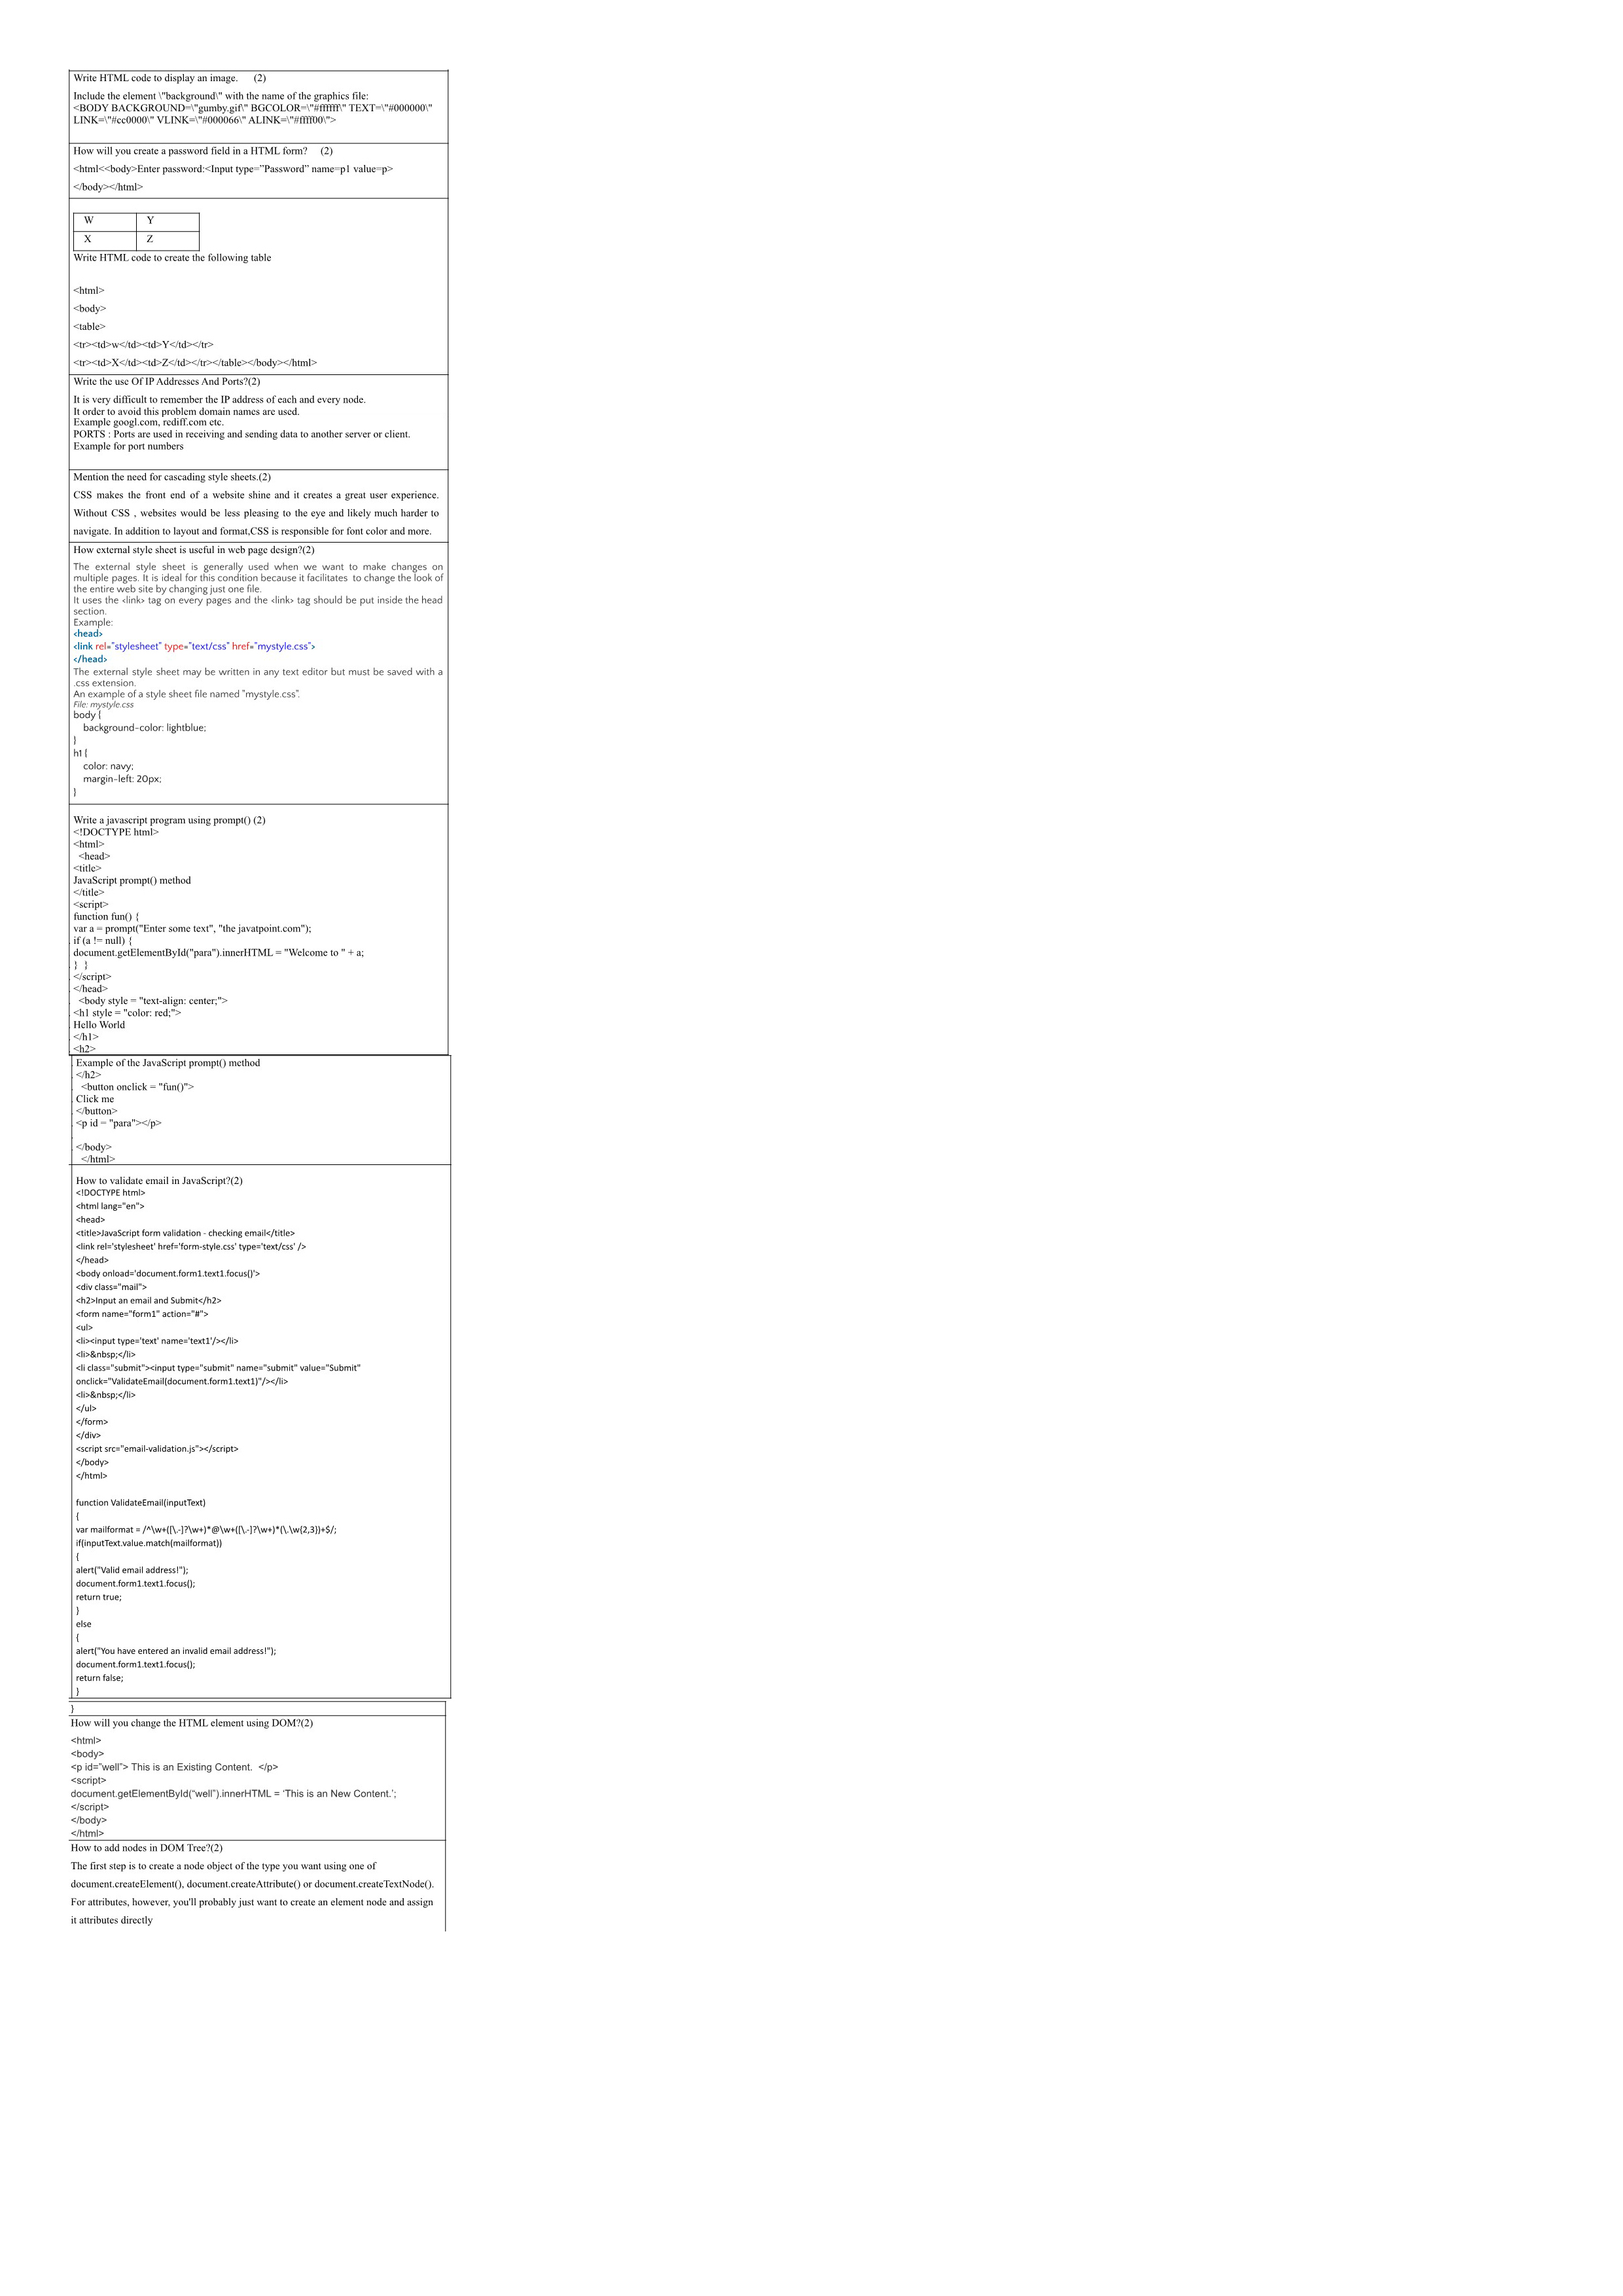 Write HTML code to display an image. (2)
Include the element \"background\" with the name of the graphics file:
<BODY BACKGROUND=\"gumby.gif\" BGCOLOR=\"#ffffff\" TEXT=\"#000000\"
LINK=\"#cc0000\" VLINK=\"#000066\" ALINK=\"#ffff00\">
How will you create a password field in a HTML form? (2)
<html<<body>Enter password:<Input type=”Password” name=p1 value=p>
</body></html>
W Y
X Z
Write HTML code to create the following table
<html>
<body>
<table>
<tr><td>w</td><td>Y</td></tr>
<tr><td>X</td><td>Z</td></tr></table></body></html>
Write the use Of IP Addresses And Ports?(2)
It is very difficult to remember the IP address of each and every node.
It order to avoid this problem domain names are used.
Example googl.com, rediff.com etc.
PORTS : Ports are used in receiving and sending data to another server or client.
Example for port numbers
Mention the need for cascading style sheets.(2)
CSS makes the front end of a website shine and it creates a great user experience.
Without CSS , websites would be less pleasing to the eye and likely much harder to
navigate. In addition to layout and format,CSS is responsible for font color and more.
How external style sheet is useful in web page design?(2)
The external style sheet is generally used when we want to make changes on
multiple pages. It is ideal for this condition because it facilitates to change the look of
the entire web site by changing just one file.
It uses the <link> tag on every pages and the <link> tag should be put inside the head
section.
Example:
<head>
<link rel="stylesheet" type="text/css" href="mystyle.css">
</head>
The external style sheet may be written in any text editor but must be saved with a
.css extension.
An example of a style sheet file named "mystyle.css".
File: mystyle.css
body {
background-color: lightblue;
}
h1 {
color: navy;
margin-left: 20px;
}
Write a javascript program using prompt() (2)
<!DOCTYPE html>
<html>
<head>
<title>
JavaScript prompt() method
</title>
<script>
function fun() {
var a = prompt("Enter some text", "the javatpoint.com");
if (a != null) {
document.getElementById("para").innerHTML = "Welcome to " + a;
} }
</script>
</head>
<body style = "text-align: center;">
<h1 style = "color: red;">
Hello World
</h1>
<h2>
Example of the JavaScript prompt() method
</h2>
<button onclick = "fun()">
Click me
</button>
<p id = "para"></p>
</body>
</html>
How to validate email in JavaScript?(2)
<!DOCTYPE html>
<html lang="en">
<head>
<title>JavaScript form validation - checking email</title>
<link rel='stylesheet' href='form-style.css' type='text/css' />
</head>
<body onload='document.form1.text1.focus()'>
<div class="mail">
<h2>Input an email and Submit</h2>
<form name="form1" action="#">
<ul>
<li><input type='text' name='text1'/></li>
<li>&nbsp;</li>
<li class="submit"><input type="submit" name="submit" value="Submit"
onclick="ValidateEmail(document.form1.text1)"/></li>
<li>&nbsp;</li>
</ul>
</form>
</div>
<script src="email-validation.js"></script>
</body>
</html>
function ValidateEmail(inputText)
{
var mailformat = /^\w+([\.-]?\w+)*@\w+([\.-]?\w+)*(\.\w{2,3})+$/;
if(inputText.value.match(mailformat))
{
alert("Valid email address!");
document.form1.text1.focus();
return true;
}
else
{
alert("You have entered an invalid email address!");
document.form1.text1.focus();
return false;
}
}
How will you change the HTML element using DOM?(2)
<html>
<body>
<p id=”well”> This is an Existing Content. </p>
<script>
document.getElementById(“well”).innerHTML = ‘This is an New Content.’;
</script>
</body>
</html>
How to add nodes in DOM Tree?(2)
The first step is to create a node object of the type you want using one of
document.createElement(), document.createAttribute() or document.createTextNode().
For attributes, however, you'll probably just want to create an element node and assign
it attributes directly